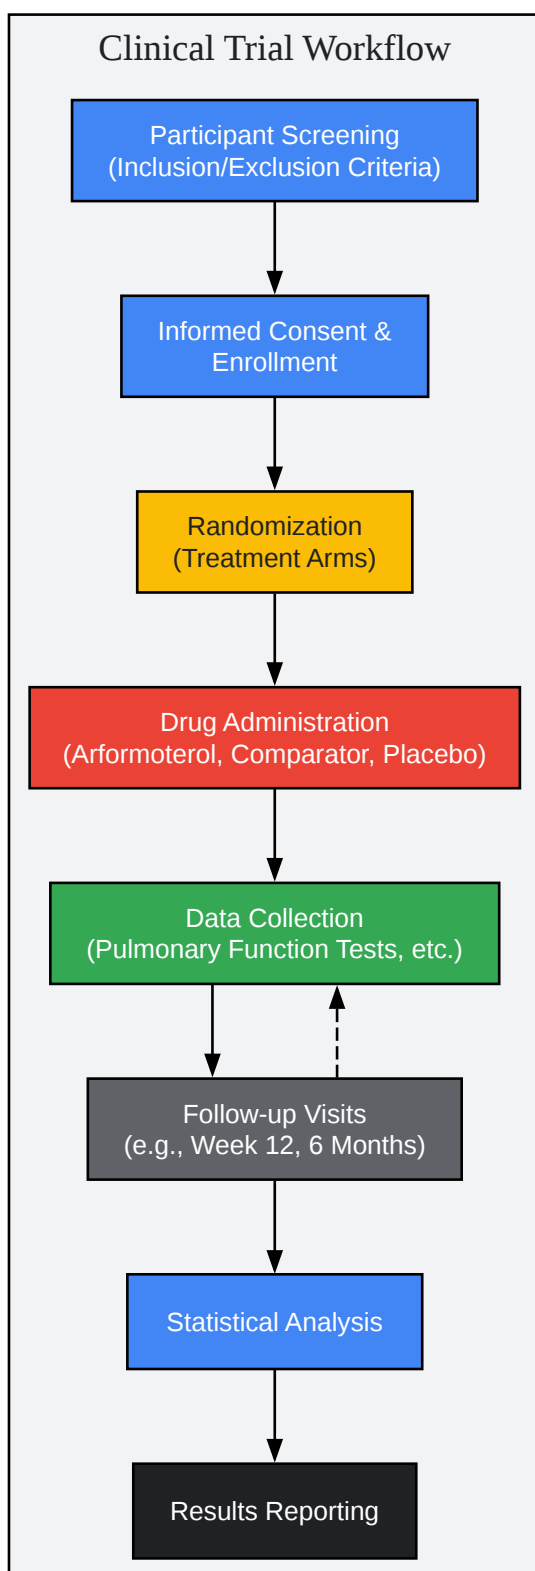 Clinical Trial Workflow
Participant Screening
(Inclusion/Exclusion Criteria)
Informed Consent &
Enrollment
Randomization
(Treatment Arms)
Drug Administration
(Arformoterol, Comparator, Placebo)
Data Collection
(Pulmonary Function Tests, etc.)
Follow-up Visits
(e.g., Week 12, 6 Months)
Statistical Analysis
Results Reporting